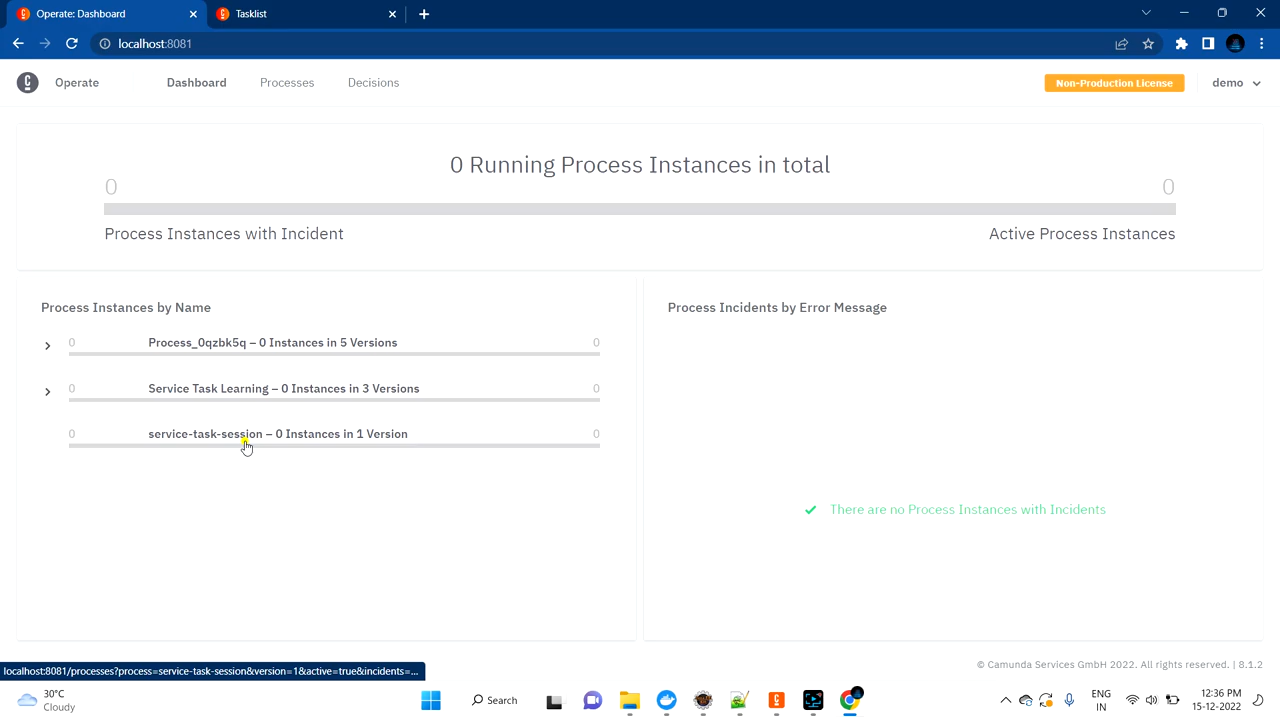 Operate: Dashboard
Tasklist
localhost:8081
Operate
Dashboard
Processes
Decisions
Non-Production License
demo
0 Running Process Instances in total
0
0
Process Instances with Incident
Active Process Instances
Process Instances by Name
0
Process_0qzbk5q – 0 Instances in 5 Versions
0
0
Service Task Learning – 0 Instances in 3 Versions
0
0
service-task-session – 0 Instances in 1 Version
0
Process Incidents by Error Message
There are no Process Instances with Incidents
© Camunda Services GmbH 2022. All rights reserved. | 8.1.2
localhost:8081/processes?process=service-task-session&version=1&active=true&incidents=...
30°C
Cloudy
Search
ENG
IN
12:36 PM
15-12-2022